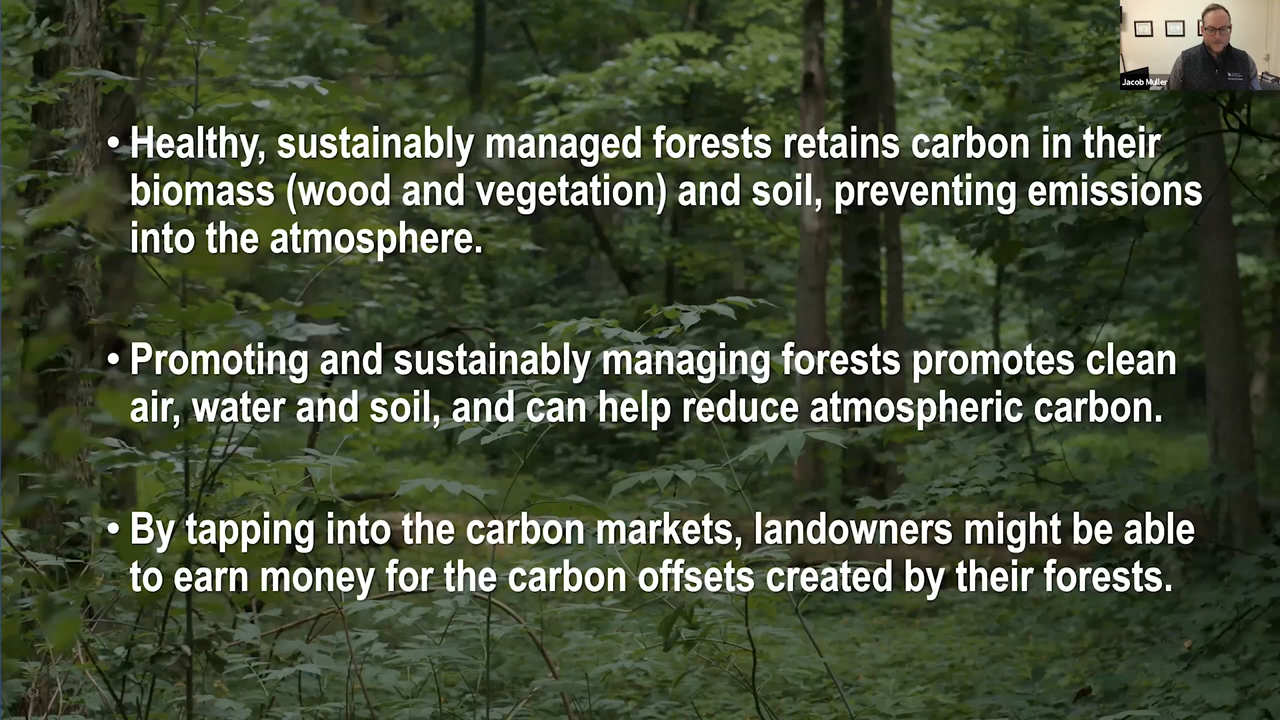 Jacob Muller
• Healthy, sustainably managed forests retains carbon in their
biomass (wood and vegetation) and soil, preventing emissions
into the atmosphere.
• Promoting and sustainably managing forests promotes clean
air, water and soil, and can help reduce atmospheric carbon.
• By tapping into the carbon markets, landowners might be able
to earn money for the carbon offsets created by their forests.